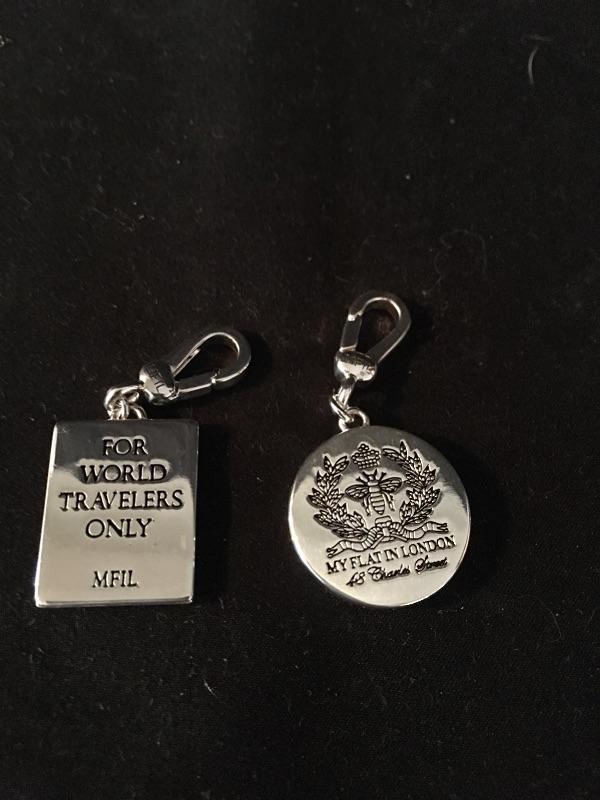 FOR
WORLD
TRAVELERS
ONLY
MFIL
MY FLAT IN LONDON
48 Charles Street